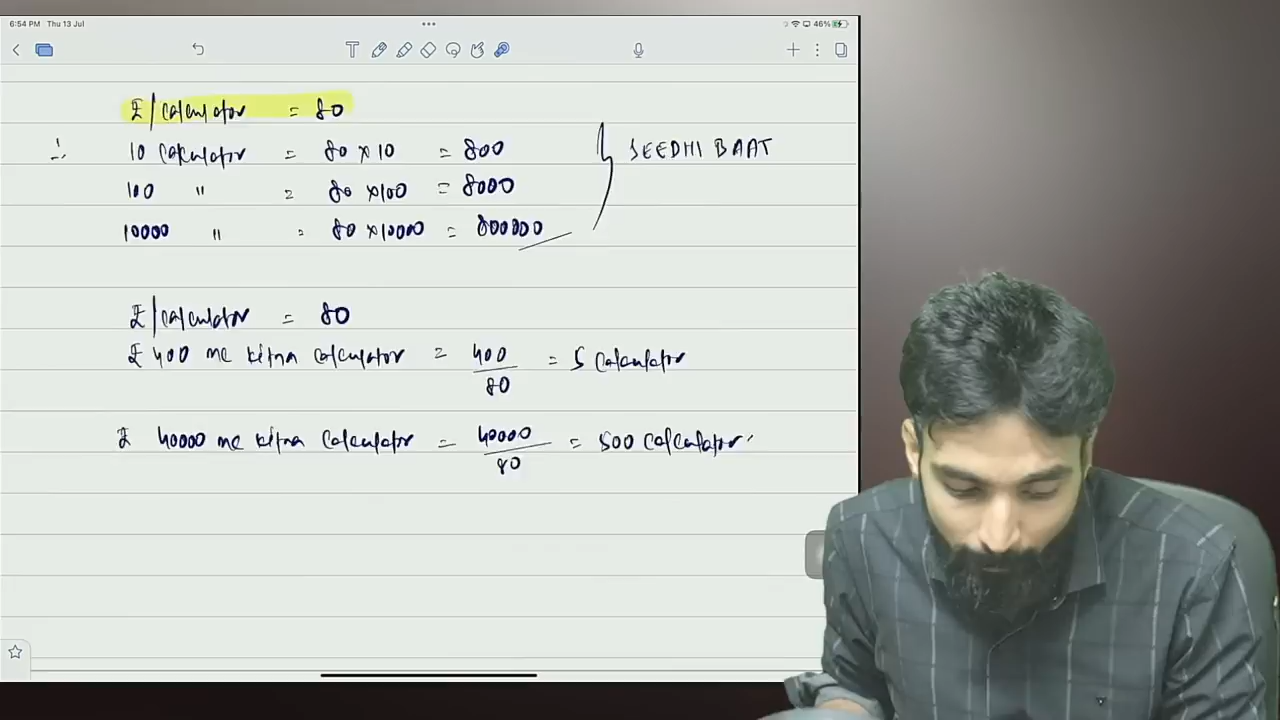 6:54 PM Thu 13 Jul
46%
₹/calculator = 80
∴ 10 calculator = 80 × 10 = 800
SEEDHI BAAT
100 " = 80 × 100 = 8000
10000 " = 80 × 10000 = 800000
₹/calculator = 80
₹ 400 me kitna calculator = 400/80 = 5 calculator
₹ 40000 me kitna calculator = 40000/80 = 500 calculator